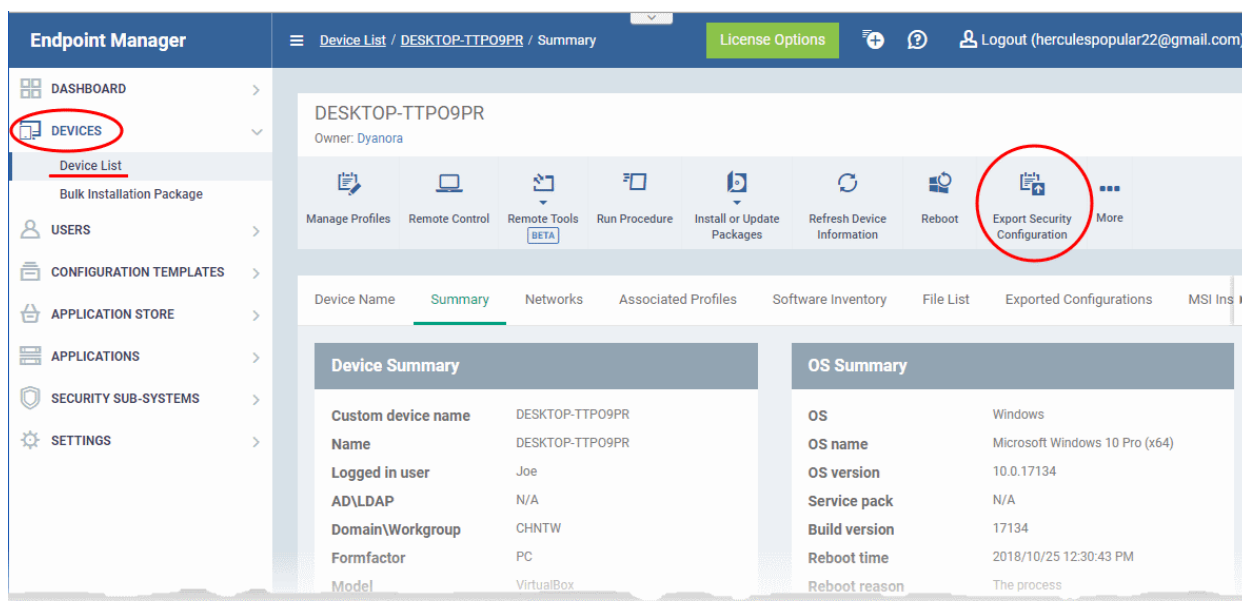 Endpoint Manager
Device List / DESKTOP-TTPO9PR / Summary
License Options
Logout (herculespopular22@gmail.com)
DASHBOARD
DEVICES
Device List
Bulk Installation Package
USERS
CONFIGURATION TEMPLATES
APPLICATION STORE
APPLICATIONS
SECURITY SUB-SYSTEMS
SETTINGS
DESKTOP-TTPO9PR
Owner: Dyanora
Manage Profiles
Remote Control
Remote Tools
BETA
Run Procedure
Install or Update
Packages
Refresh Device
Information
Reboot
Export Security
Configuration
More
Device Name Summary Networks Associated Profiles Software Inventory File List Exported Configurations MSI Ins
Device Summary
Custom device name DESKTOP-TTPO9PR
Name DESKTOP-TTPO9PR
Logged in user Joe
AD\LDAP N/A
Domain\Workgroup CHNTW
Formfactor PC
Model VirtualBox
OS Summary
OS Windows
OS name Microsoft Windows 10 Pro (x64)
OS version 10.0.17134
Service pack N/A
Build version 17134
Reboot time 2018/10/25 12:30:43 PM
Reboot reason The process